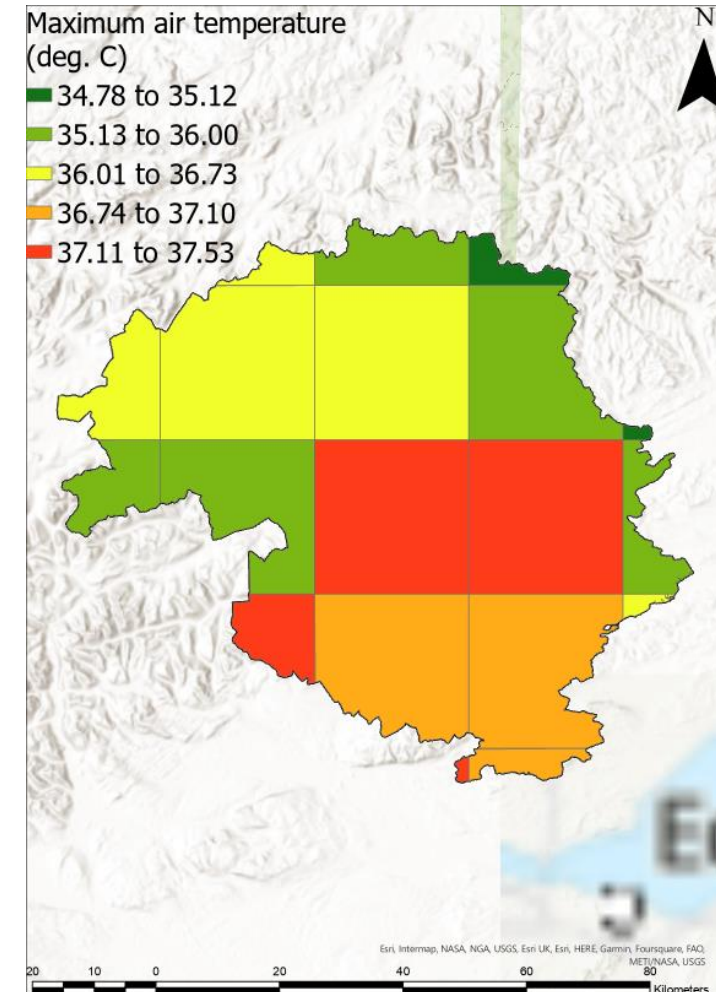 Maximum air temperature
(deg. C)
34.78 to 35.12
35.13 to 36.00
36.01 to 36.73
36.74 to 37.10
37.11 to 37.53
N
Esri, Intermap, NASA, NGA, USGS, Esri UK, Esri, HERE, Garmin, Foursquare, FAO,
METI/NASA, USGS
20 10 0 20 40 60 80
Kilometers